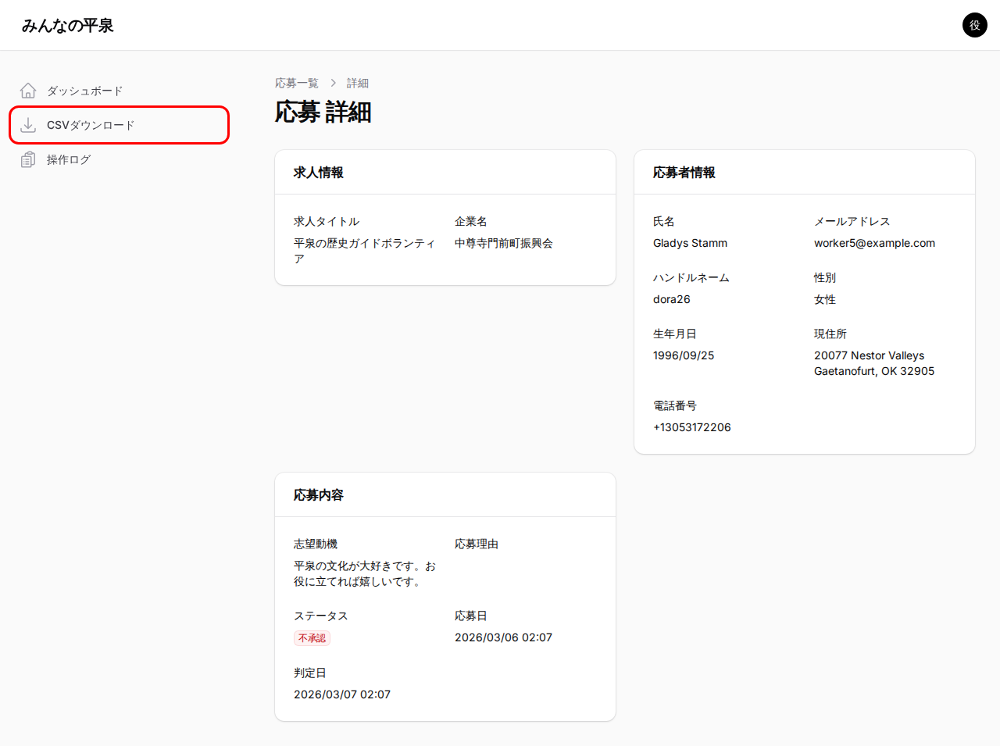 みんなの平泉
役
ダッシュボード
CSVダウンロード
操作ログ
応募一覧
詳細
応募 詳細
求人情報
求人タイトル
平泉の歴史ガイドボランティ
ア
企業名
中尊寺門前町振興会
応募者情報
氏名
Gladys Stamm
メールアドレス
worker5@example.com
ハンドルネーム
dora26
性別
女性
生年月日
1996/09/25
現住所
20077 Nestor Valleys
Gaetanofurt, OK 32905
電話番号
+13053172206
応募内容
志望動機
平泉の文化が大好きです。お
役に立てれば嬉しいです。
応募理由
ステータス
不承認
応募日
2026/03/06 02:07
判定日
2026/03/07 02:07